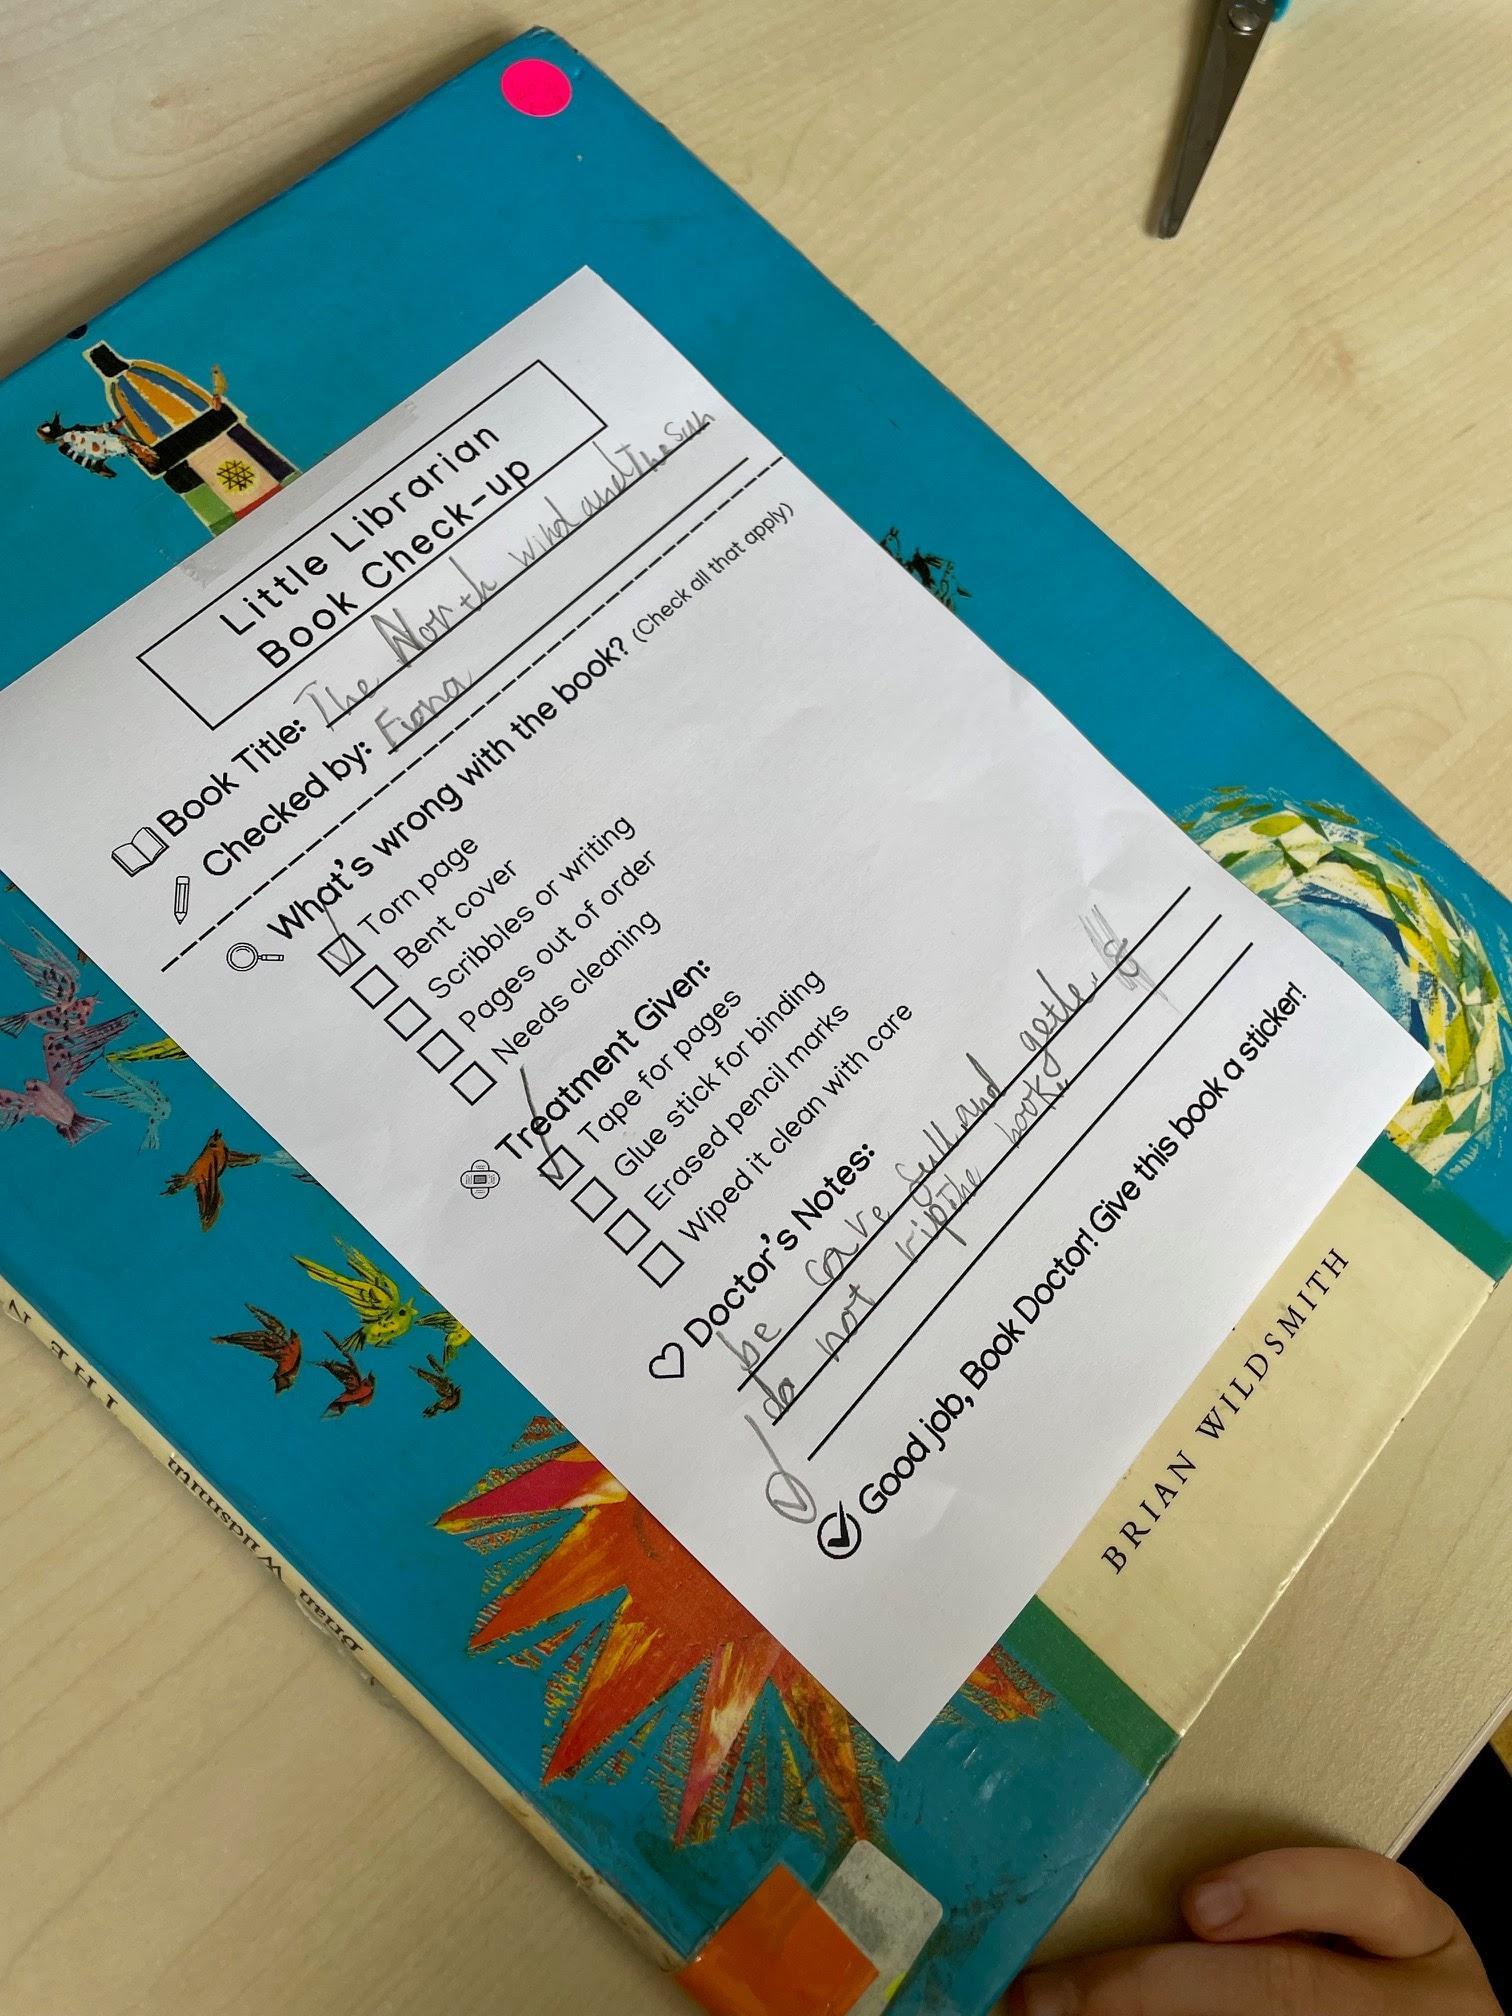 Little Librarian
Book Check-up
Book Title: The North wind and The Sun
Checked by: Fiona
What's wrong with the book? (Check all that apply)
Torn page
Bent cover
Scribbles or writing
Pages out of order
Needs cleaning
Treatment Given:
Tape for pages
Glue stick for binding
Erased pencil marks
Wiped it clean with care
Doctor's Notes:
be care full and
do not rip the book
Good job, Book Doctor! Give this book a sticker!
BRIAN WILDSMITH
Brian Wildsmith THE N